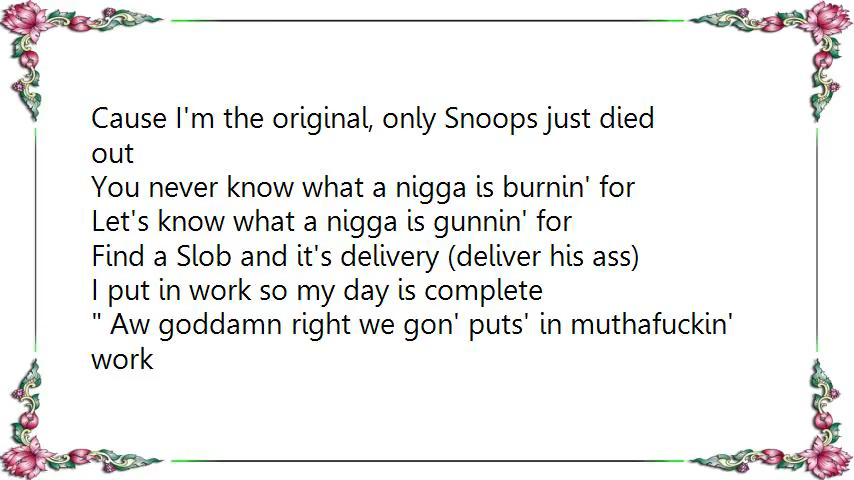 Cause I'm the original, only Snoops just died
out
You never know what a nigga is burnin' for
Let's know what a nigga is gunnin' for
Find a Slob and it's delivery (deliver his ass)
I put in work so my day is complete
" Aw goddamn right we gon' puts' in muthafuckin'
work